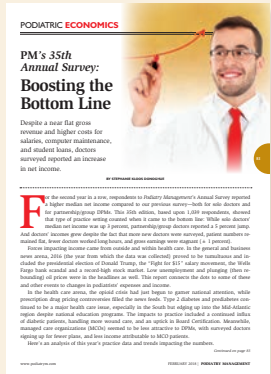 PODIATRIC ECONOMICS
PM's 35th
Annual Survey:
Boosting the
Bottom Line
Despite a near flat gross
revenue and higher costs for
salaries, computer maintenance,
and student loans, doctors
surveyed reported an increase
in net income.
BY STEPHANIE KLOOS DONOGHUE
For the second year in a row, respondents to Podiatry Management's Annual Survey reported
a higher median net income compared to our previous survey—both for solo doctors and
for partnership/group DPMs. This 35th edition, based upon 1,039 respondents, showed
that type of practice setting counted when it came to the bottom line: While solo doctors'
median net income was up 3 percent, partnership/group doctors reported a 5 percent jump.
And doctors' incomes grew despite the fact that more new doctors were surveyed, patient numbers re-
mained flat, fewer doctors worked long hours, and gross earnings were stagnant (+ 1 percent).
Forces impacting income came from outside and within health care. In the general and business
news arena, 2016 (the year from which the data was collected) proved to be tumultuous and in-
cluded the presidential election of Donald Trump, the "Fight for $15" salary movement, the Wells
Fargo bank scandal and a record-high stock market. Low unemployment and plunging (then re-
bounding) oil prices were in the headlines as well. This report connects the dots to some of these
and other events to changes in podiatrists' expenses and income.
In the health care arena, the opioid crisis had just begun to garner national attention, while
prescription drug pricing controversies filled the news feeds. Type 2 diabetes and prediabetes con-
tinued to be a major health care issue, especially in the South but edging up into the Mid-Atlantic
region despite national education programs. The impacts to practice included a continued influx
of diabetic patients, handling more wound care, and an uptick in Board Certification. Meanwhile,
managed care organizations (MCOs) seemed to be less attractive to DPMs, with surveyed doctors
signing up for fewer plans, and less income attributable to MCO patients.
Here's an analysis of this year's practice data and trends impacting the numbers.
Continued on page
www.podiatrym.com
FEBRUARY 2018 | PODIATRY MANAGEMENT